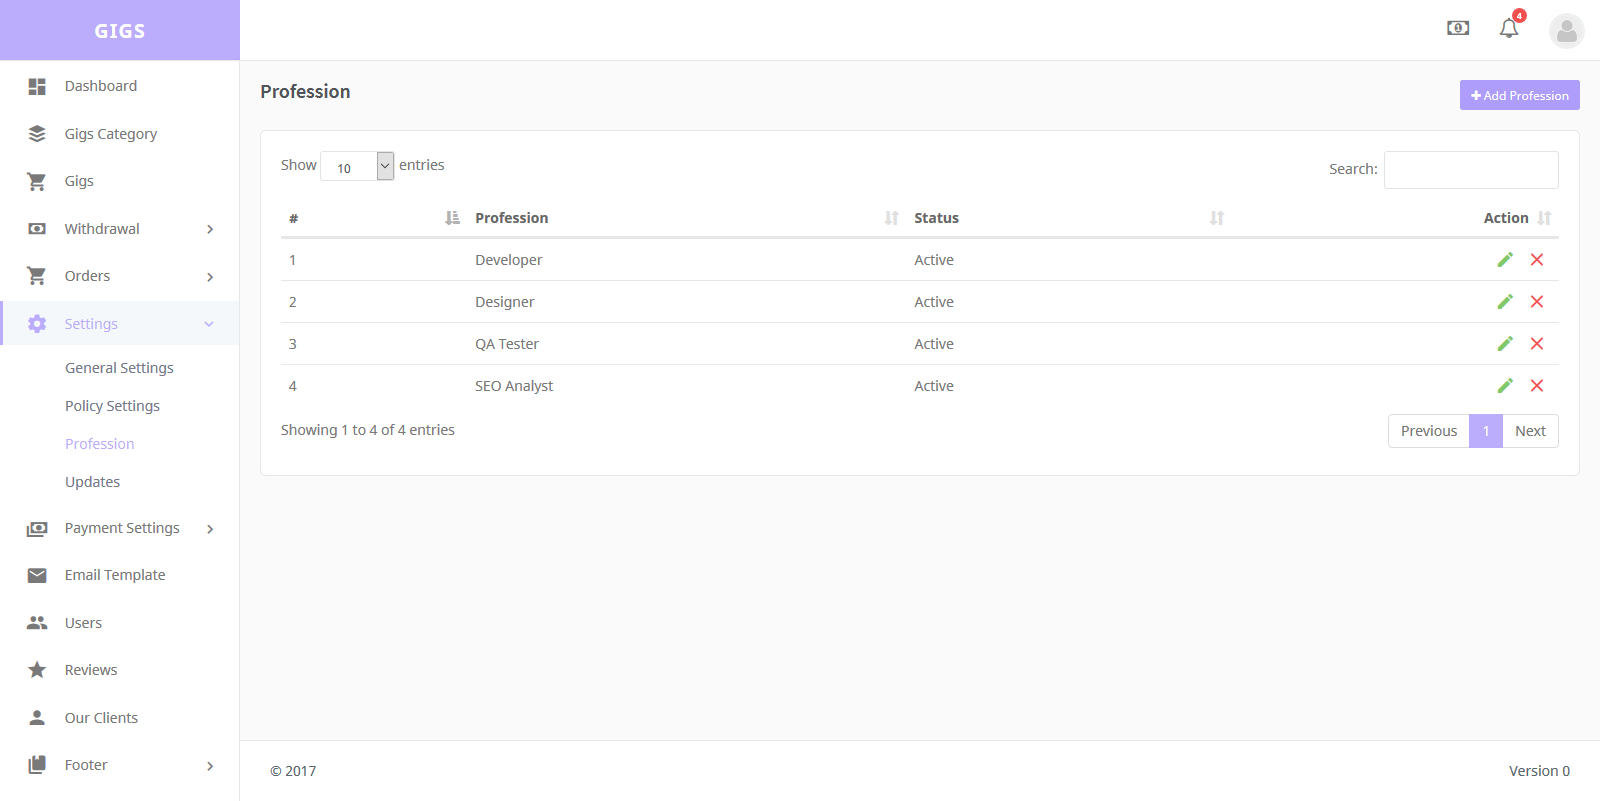 GIGS
4
Dashboard
Gigs Category
Gigs
Withdrawal
Orders
Settings
General Settings
Policy Settings
Profession
Updates
Payment Settings
Email Template
Users
Reviews
Our Clients
Footer
Profession
Add Profession
Show 10 entries
Search:
# Profession Status Action
1 Developer Active
2 Designer Active
3 QA Tester Active
4 SEO Analyst Active
Showing 1 to 4 of 4 entries
Previous 1 Next
© 2017
Version 0